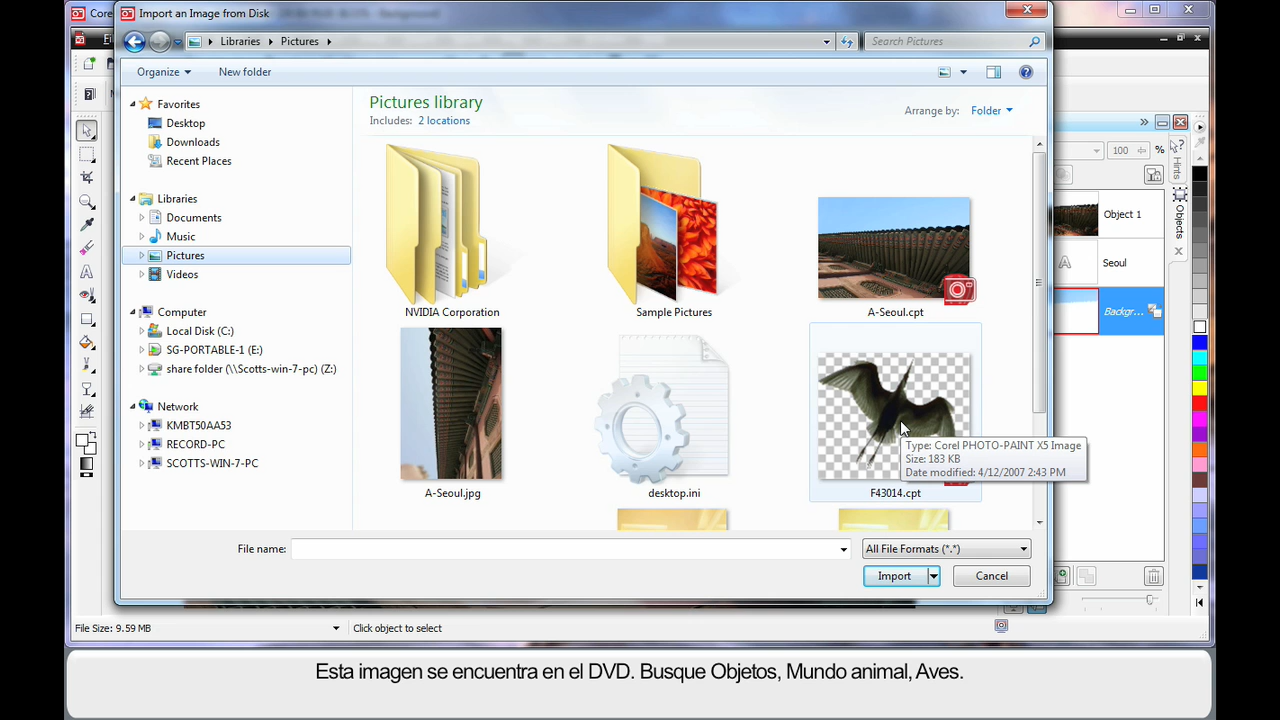 Core
Import an Image from Disk
Libraries
Pictures
Search Pictures
Organize
New folder
Pictures library
Includes: 2 locations
Arrange by: Folder
Favorites
Desktop
Downloads
Recent Places
Libraries
Documents
Music
Pictures
Videos
Computer
Local Disk (C:)
SG-PORTABLE-1 (E:)
share folder (\\Scotts-win-7-pc) (Z:)
Network
KMBT50AA53
RECORD-PC
SCOTTS-WIN-7-PC
NVIDIA Corporation
Sample Pictures
A-Seoul.cpt
A-Seoul.jpg
desktop.ini
F43014.cpt
Type: Corel PHOTO-PAINT X5 Image
Size: 183 KB
Date modified: 4/12/2007 2:43 PM
File name:
All File Formats (*.*)
Import
Cancel
100 %
Hints
Objects
Object 1
Seoul
Backgr...
File Size: 9.59 MB
Click object to select
Esta imagen se encuentra en el DVD. Busque Objetos, Mundo animal, Aves.